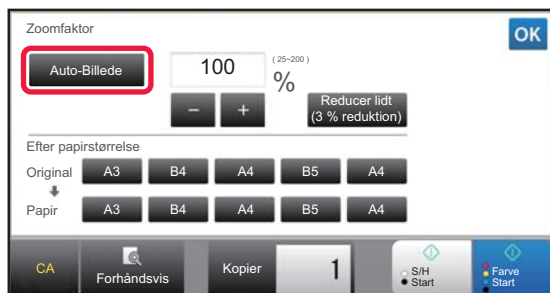 Zoomfaktor
OK
Auto-Billede
100
(25~200)
%
− +
Reducer lidt
(3 % reduktion)
Efter papirstørrelse
Original A3 B4 A4 B5 A4
Papir A3 B4 A4 B5 A4
CA
Forhåndsvis
Kopier
1
S/H
Start
Farve
Start